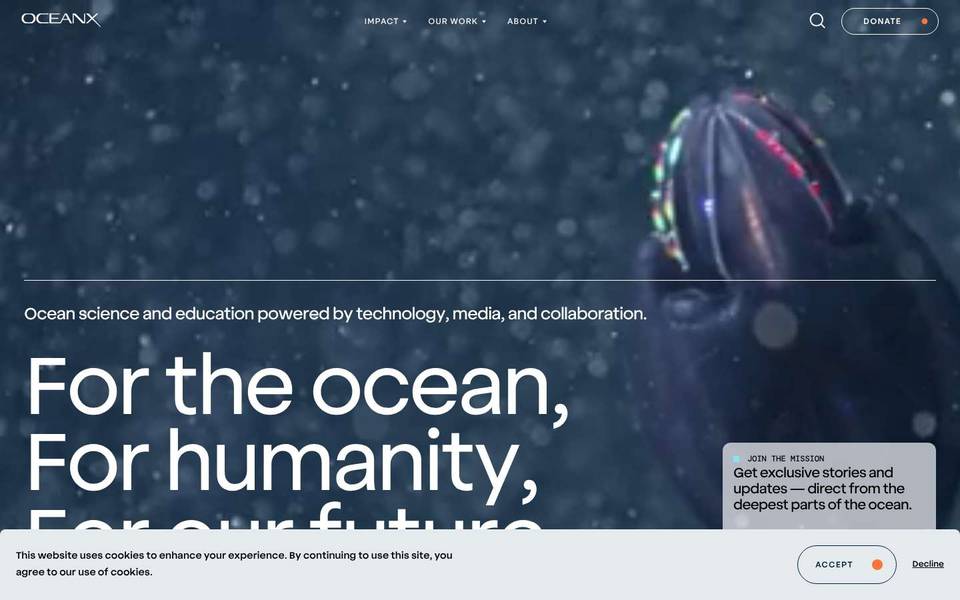 OCEANX
IMPACT
OUR WORK
ABOUT
DONATE
Ocean science and education powered by technology, media, and collaboration.
For the ocean,
For humanity,
For our future
JOIN THE MISSION
Get exclusive stories and
updates — direct from the
deepest parts of the ocean.
This website uses cookies to enhance your experience. By continuing to use this site, you
agree to our use of cookies.
ACCEPT
Decline